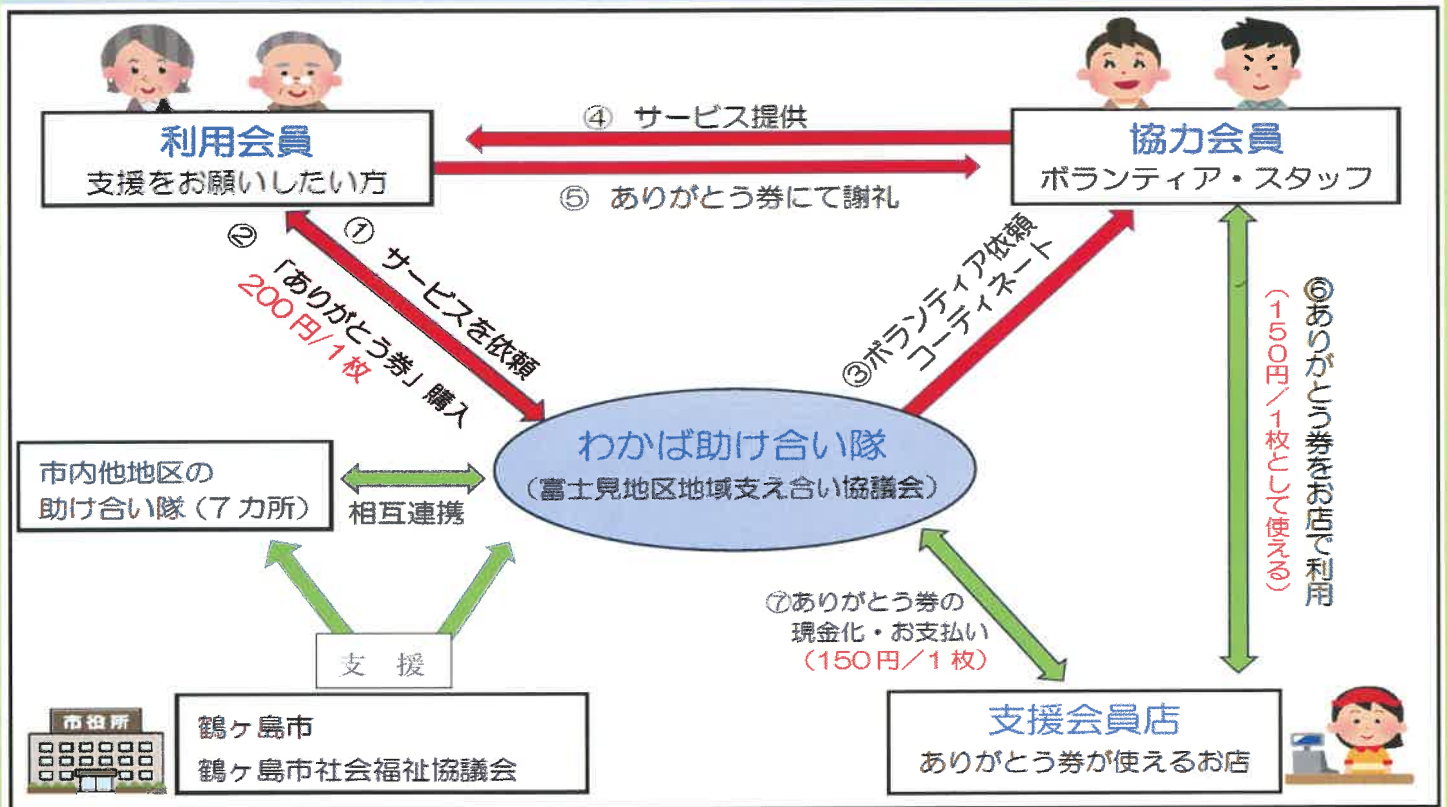 利用会員
支援をお願いしたい方
④ サービス提供
⑤ ありがとう券にて謝礼
協力会員
ボランティア・スタッフ
① サービスを依頼
② 「ありがとう券」購入
200円/1枚
③ボランティア依頼
コーディネート
⑥ありがとう券をお店で利用
(150円/1枚として使える)
わかば助け合い隊
(富士見地区地域支え合い協議会)
市内他地区の
助け合い隊(7カ所)
相互連携
⑦ありがとう券の
現金化・お支払い
(150円/1枚)
支 援
市役所
鶴ヶ島市
鶴ヶ島市社会福祉協議会
支援会員店
ありがとう券が使えるお店